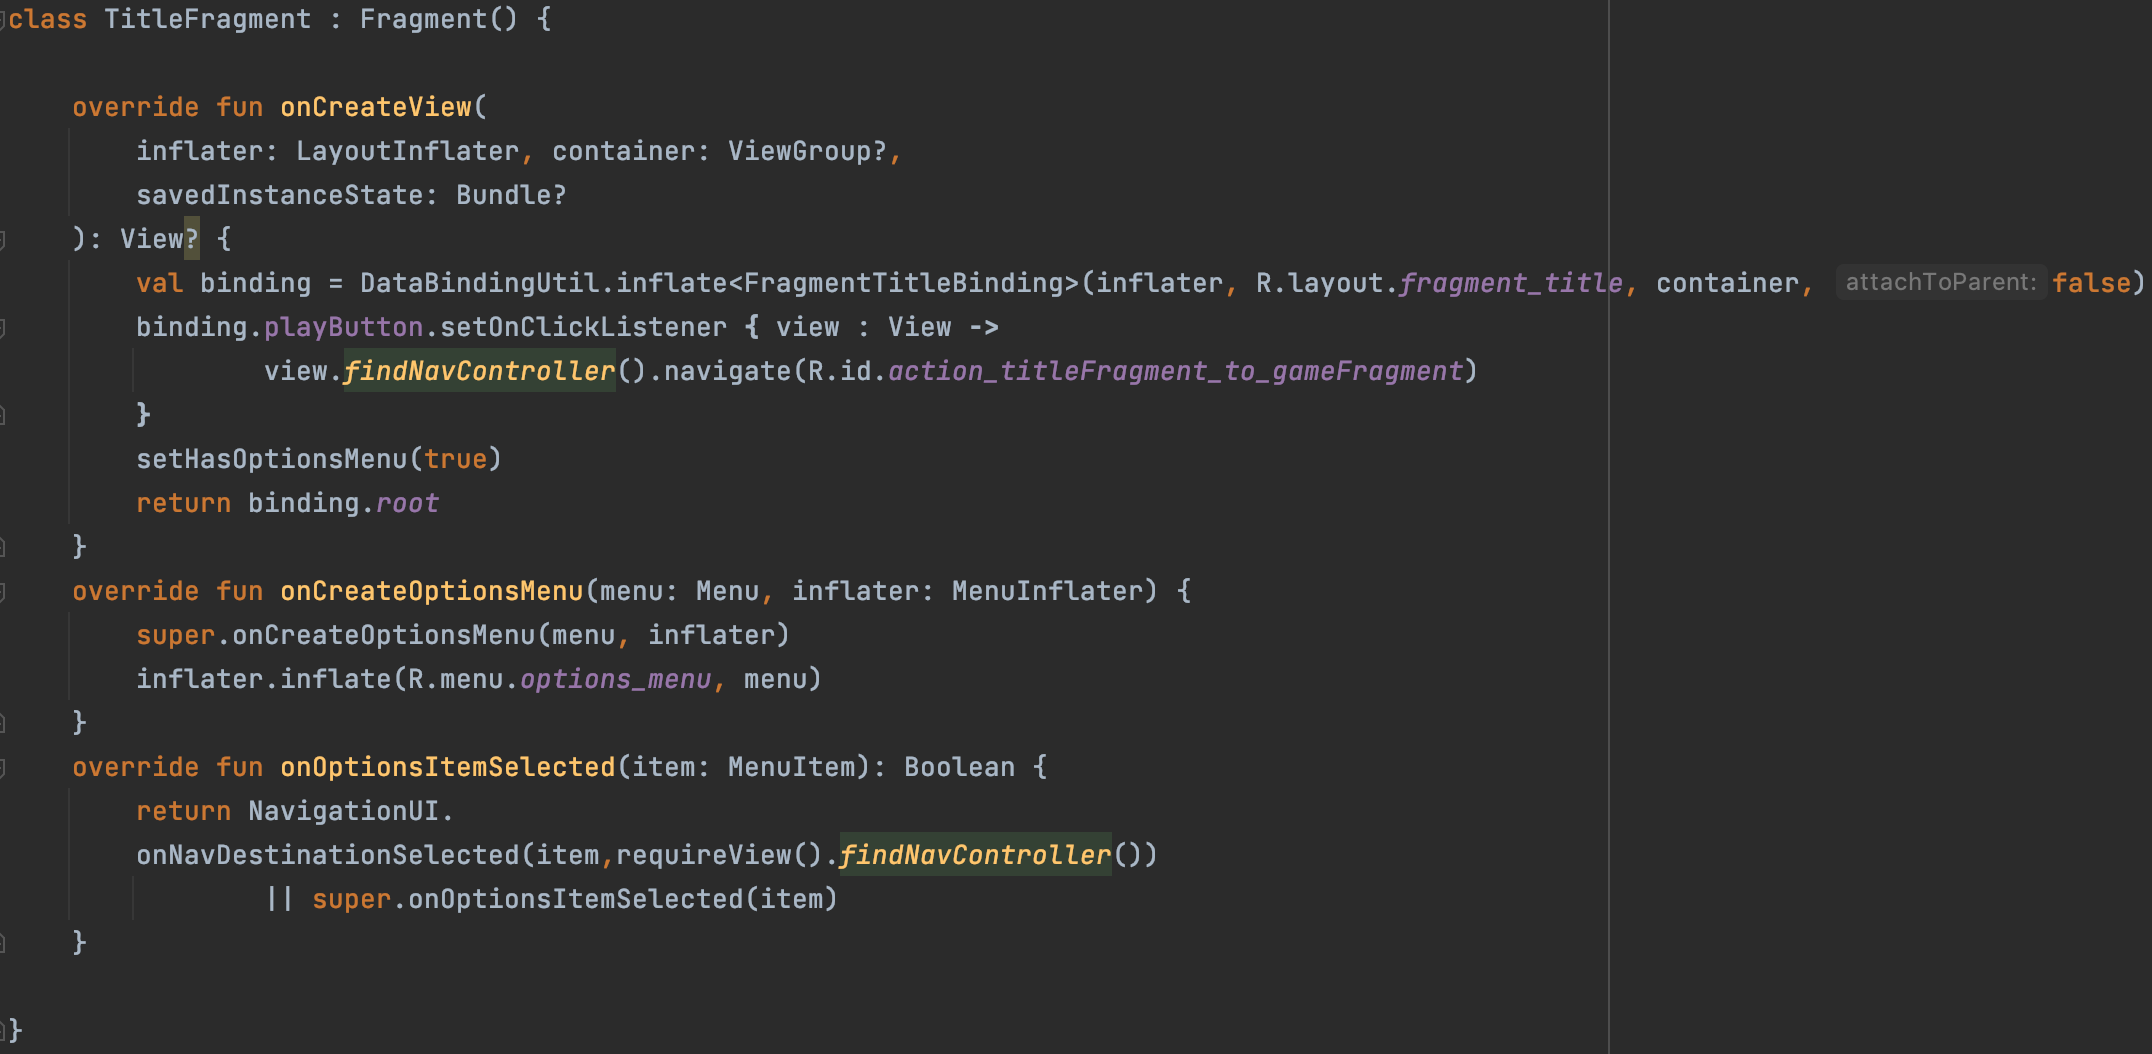 class TitleFragment : Fragment() {
override fun onCreateView(
inflater: LayoutInflater, container: ViewGroup?,
savedInstanceState: Bundle?
): View? {
val binding = DataBindingUtil.inflate<FragmentTitleBinding>(inflater, R.layout.fragment_title, container, attachToParent: false)
binding.playButton.setOnClickListener { view : View ->
view.findNavController().navigate(R.id.action_titleFragment_to_gameFragment)
}
setHasOptionsMenu(true)
return binding.root
}
override fun onCreateOptionsMenu(menu: Menu, inflater: MenuInflater) {
super.onCreateOptionsMenu(menu, inflater)
inflater.inflate(R.menu.options_menu, menu)
}
override fun onOptionsItemSelected(item: MenuItem): Boolean {
return NavigationUI.
onNavDestinationSelected(item,requireView().findNavController())
|| super.onOptionsItemSelected(item)
}
}